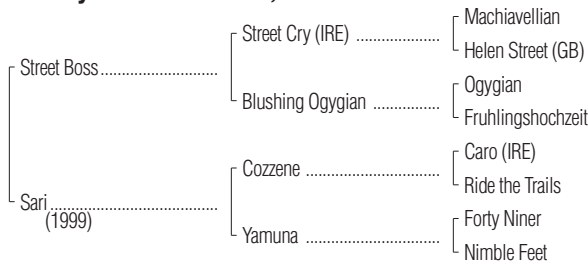 Machiavellian
Street Cry (IRE) ..................
Helen Street (GB)
Street Boss..........................
Ogygian
Blushing Ogygian ..............
Fruhlingshochzeit
Caro (IRE)
Cozzene ..............................
Ride the Trails
Sari......................................
(1999)
Forty Niner
Yamuna ..............................
Nimble Feet